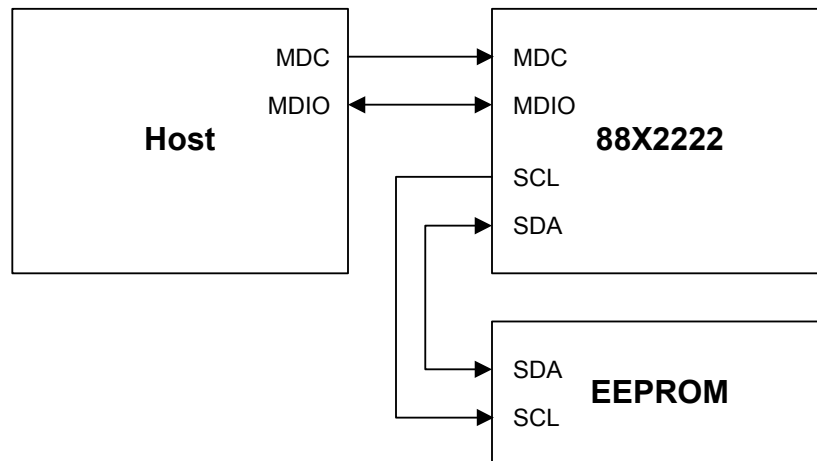 MDC
MDIO
Host
MDC
MDIO
88X2222
SCL
SDA
SDA
EEPROM
SCL